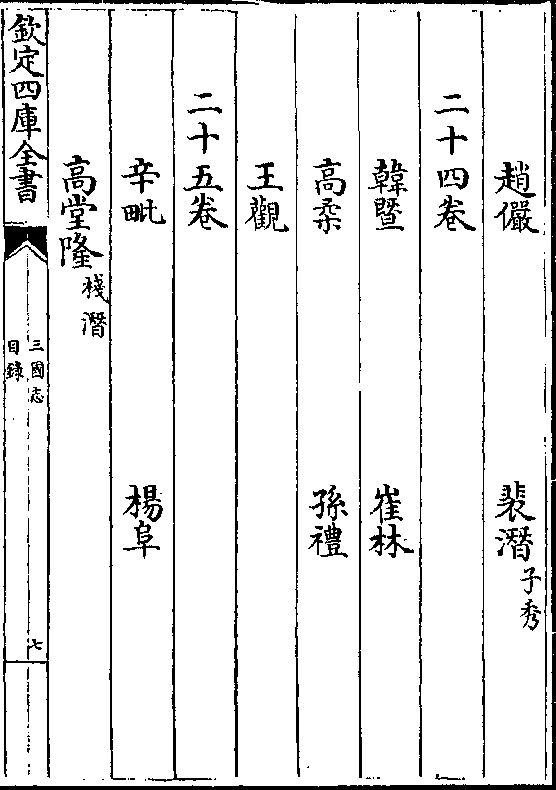 趙儼 裴潛子秀
二十四卷
韓暨 崔林
高柔 孫禮
王觀
二十五卷
辛毗 楊阜
高堂隆棧潛
欽定四庫全書
三國志
目錄
七